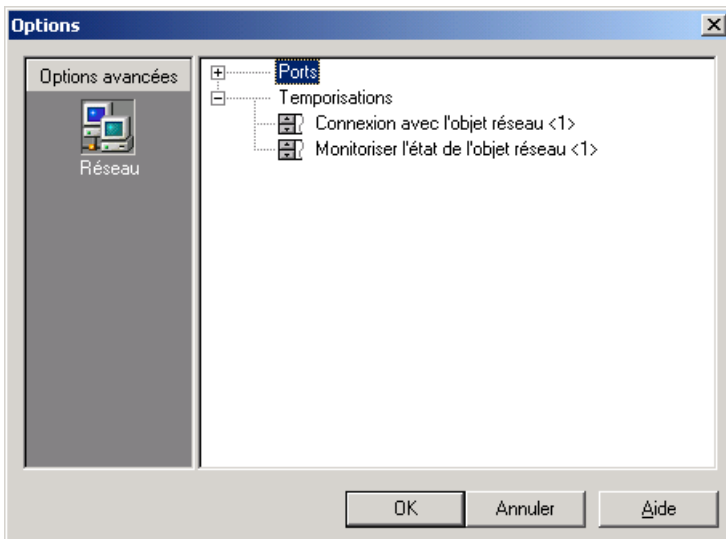 Options
Options avancées
Réseau
Ports
Temporisations
Connexion avec l'objet réseau <1>
Monitoriser l'état de l'objet réseau <1>
OK
Annuler
Aide